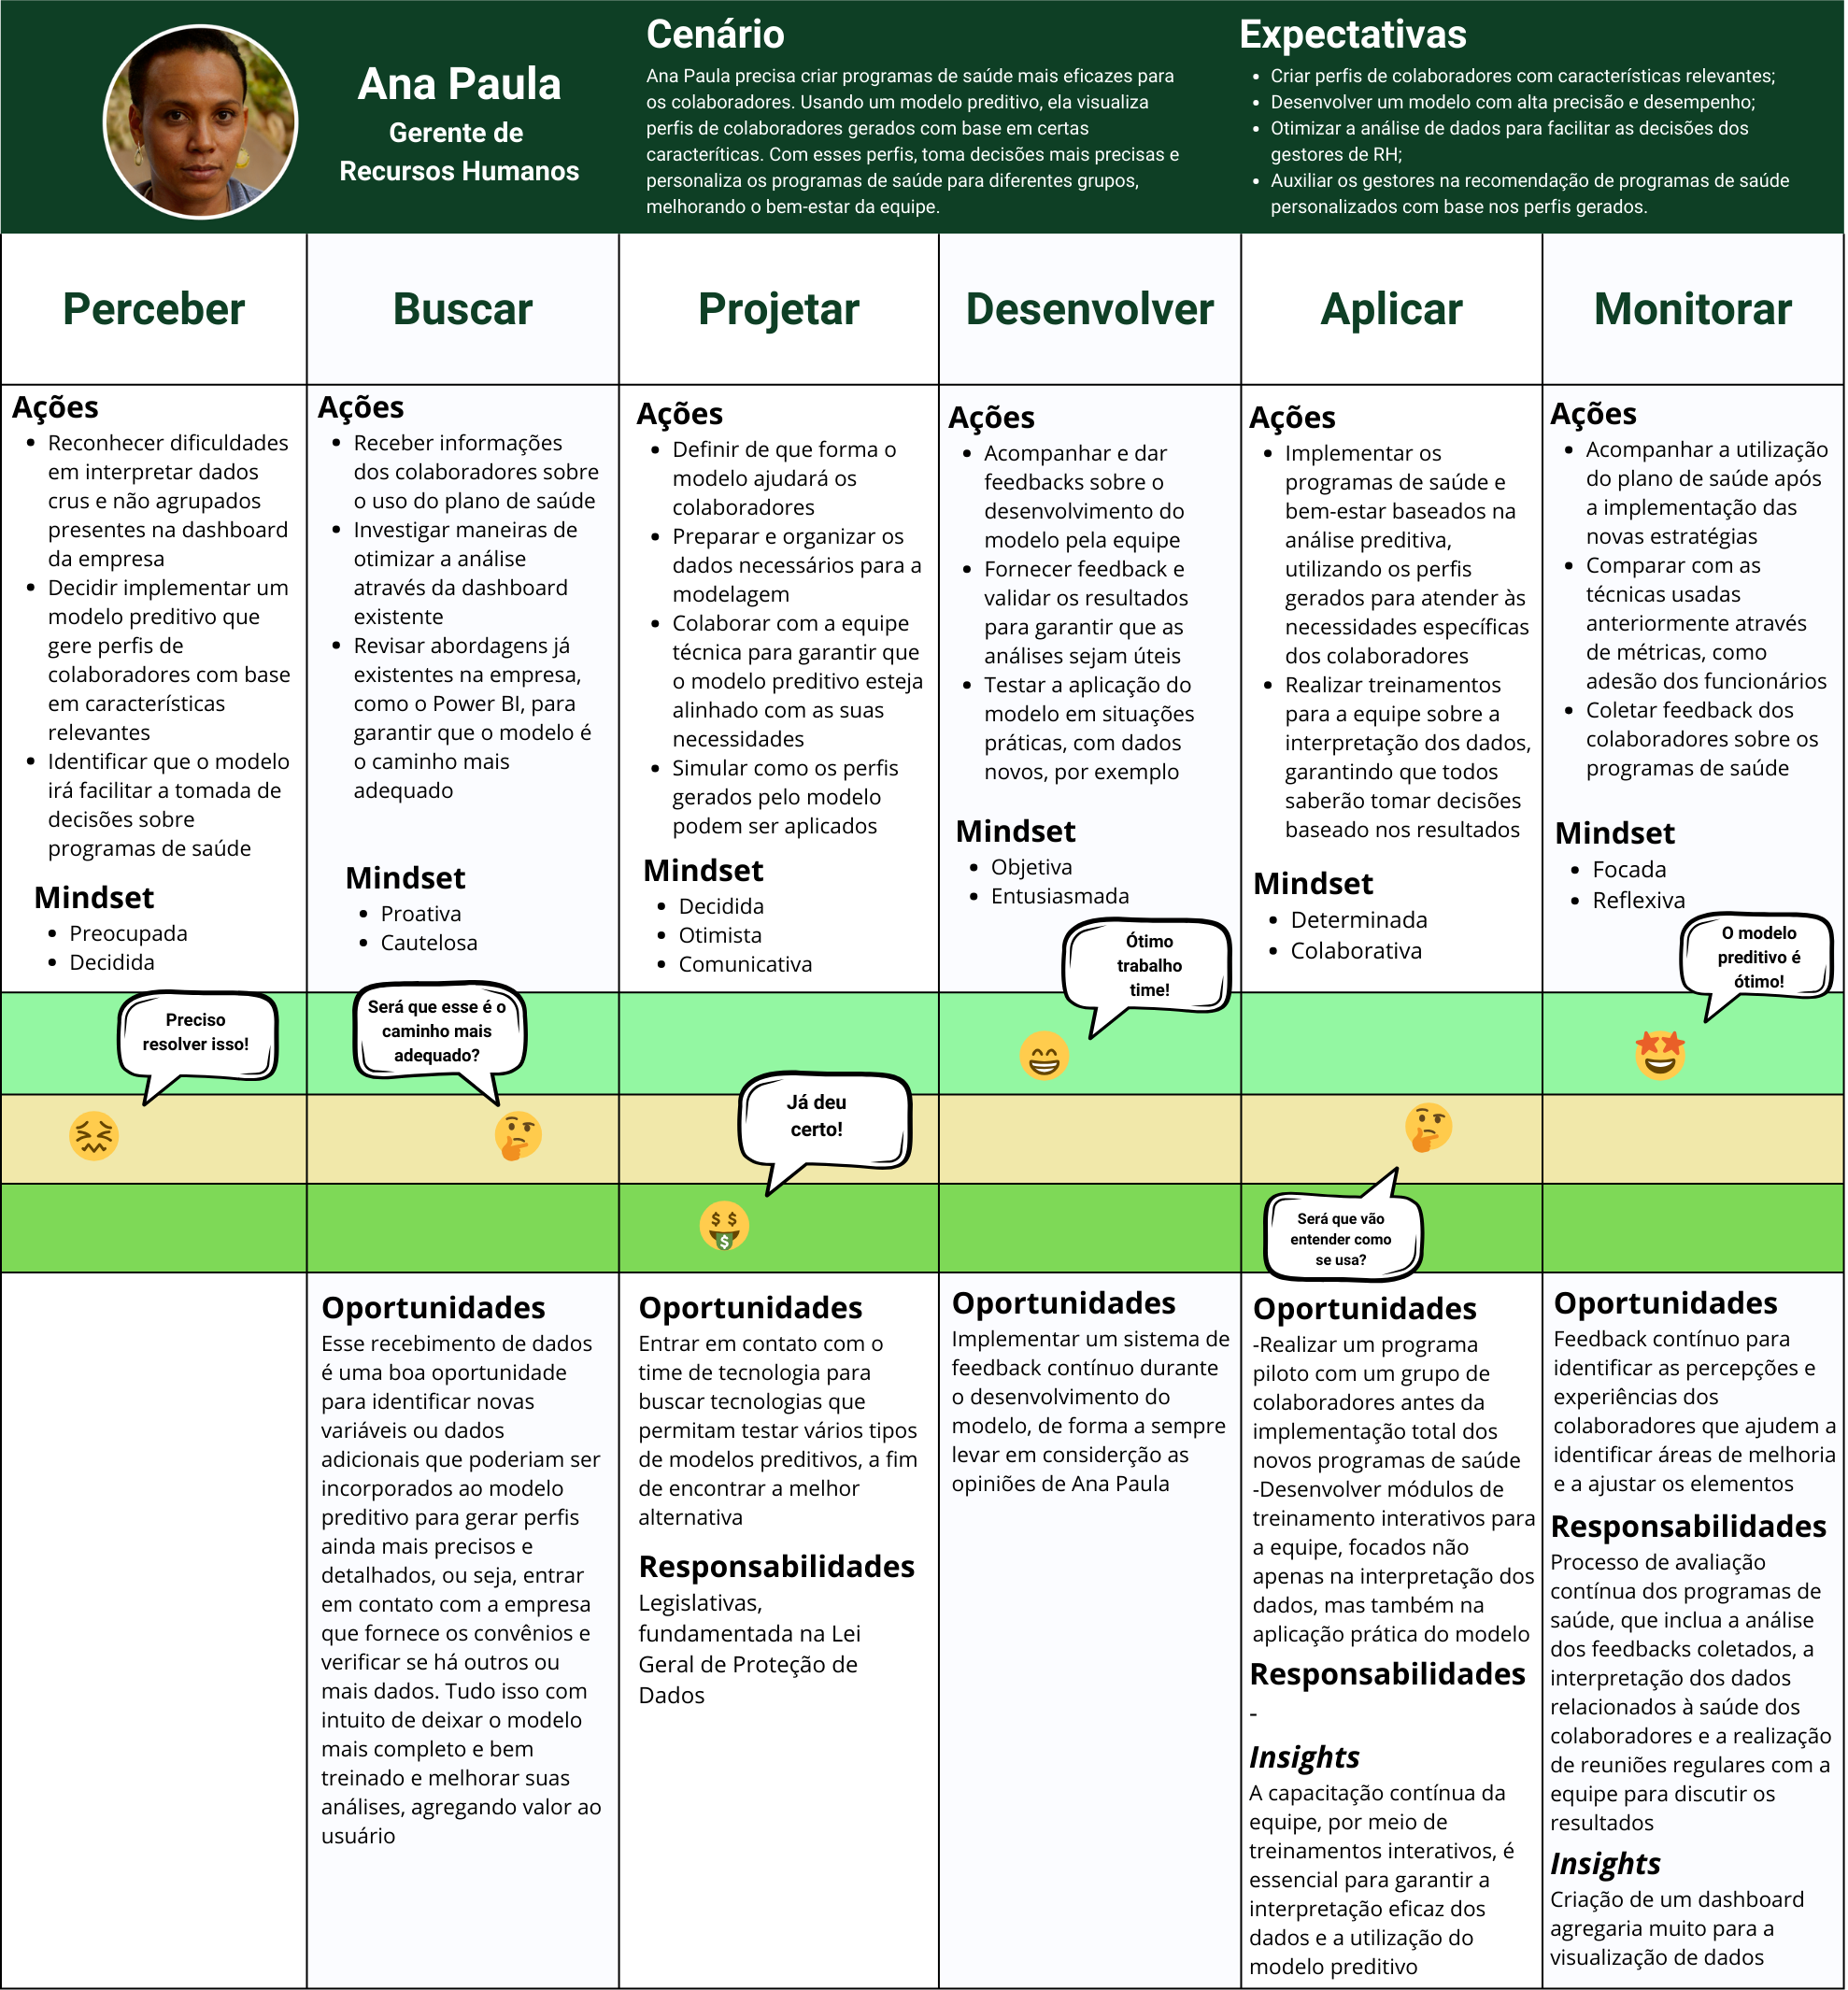 Ana Paula
Gerente de
Recursos Humanos
Cenário
Ana Paula precisa criar programas de saúde mais eficazes para
os colaboradores. Usando um modelo preditivo, ela visualiza
perfis de colaboradores gerados com base em certas
caracteríticas. Com esses perfis, toma decisões mais precisas e
personaliza os programas de saúde para diferentes grupos,
melhorando o bem-estar da equipe.
Expectativas
• Criar perfis de colaboradores com características relevantes;
• Desenvolver um modelo com alta precisão e desempenho;
• Otimizar a análise de dados para facilitar as decisões dos
gestores de RH;
• Auxiliar os gestores na recomendação de programas de saúde
personalizados com base nos perfis gerados.
Perceber
Buscar
Projetar
Desenvolver
Aplicar
Monitorar
Ações
• Reconhecer dificuldades
em interpretar dados
crus e não agrupados
presentes na dashboard
da empresa
• Decidir implementar um
modelo preditivo que
gere perfis de
colaboradores com base
em características
relevantes
• Identificar que o modelo
irá facilitar a tomada de
decisões sobre
programas de saúde
Mindset
• Preocupada
• Decidida
Ações
• Receber informações
dos colaboradores sobre
o uso do plano de saúde
• Investigar maneiras de
otimizar a análise
através da dashboard
existente
• Revisar abordagens já
existentes na empresa,
como o Power BI, para
garantir que o modelo é
o caminho mais
adequado
Mindset
• Proativa
• Cautelosa
Ações
• Definir de que forma o
modelo ajudará os
colaboradores
• Preparar e organizar os
dados necessários para a
modelagem
• Colaborar com a equipe
técnica para garantir que
o modelo preditivo esteja
alinhado com as suas
necessidades
• Simular como os perfis
gerados pelo modelo
podem ser aplicados
Mindset
• Decidida
• Otimista
• Comunicativa
Ações
• Acompanhar e dar
feedbacks sobre o
desenvolvimento do
modelo pela equipe
• Fornecer feedback e
validar os resultados
para garantir que as
análises sejam úteis
• Testar a aplicação do
modelo em situações
práticas, com dados
novos, por exemplo
Mindset
• Objetiva
• Entusiasmada
Ações
• Implementar os
programas de saúde e
bem-estar baseados na
análise preditiva,
utilizando os perfis
gerados para atender às
necessidades específicas
dos colaboradores
• Realizar treinamentos
para a equipe sobre a
interpretação dos dados,
garantindo que todos
saberão tomar decisões
baseado nos resultados
Mindset
• Determinada
• Colaborativa
Ações
• Acompanhar a utilização
do plano de saúde após
a implementação das
novas estratégias
• Comparar com as
técnicas usadas
anteriormente através
de métricas, como
adesão dos funcionários
• Coletar feedback dos
colaboradores sobre os
programas de saúde
Mindset
• Focada
• Reflexiva
Preciso
resolver isso!
Será que esse é o
caminho mais
adequado?
Já deu
certo!
Ótimo
trabalho
time!
Será que vão
entender como
se usa?
O modelo
preditivo é
ótimo!
Oportunidades
Esse recebimento de dados
é uma boa oportunidade
para identificar novas
variáveis ou dados
adicionais que poderiam ser
incorporados ao modelo
preditivo para gerar perfis
ainda mais precisos e
detalhados, ou seja, entrar
em contato com a empresa
que fornece os convênios e
verificar se há outros ou
mais dados. Tudo isso com
intuito de deixar o modelo
mais completo e bem
treinado e melhorar suas
análises, agregando valor ao
usuário
Oportunidades
Entrar em contato com o
time de tecnologia para
buscar tecnologias que
permitam testar vários tipos
de modelos preditivos, a fim
de encontrar a melhor
alternativa
Responsabilidades
Legislativas,
fundamentada na Lei
Geral de Proteção de
Dados
Oportunidades
Implementar um sistema de
feedback contínuo durante
o desenvolvimento do
modelo, de forma a sempre
levar em considerção as
opiniões de Ana Paula
Oportunidades
-Realizar um programa
piloto com um grupo de
colaboradores antes da
implementação total dos
novos programas de saúde
-Desenvolver módulos de
treinamento interativos para
a equipe, focados não
apenas na interpretação dos
dados, mas também na
aplicação prática do modelo
Responsabilidades
-
Insights
A capacitação contínua da
equipe, por meio de
treinamentos interativos, é
essencial para garantir a
interpretação eficaz dos
dados e a utilização do
modelo preditivo
Oportunidades
Feedback contínuo para
identificar as percepções e
experiências dos
colaboradores que ajudem a
identificar áreas de melhoria
e a ajustar os elementos
Responsabilidades
Processo de avaliação
contínua dos programas de
saúde, que inclua a análise
dos feedbacks coletados, a
interpretação dos dados
relacionados à saúde dos
colaboradores e a realização
de reuniões regulares com a
equipe para discutir os
resultados
Insights
Criação de um dashboard
agregaria muito para a
visualização de dados